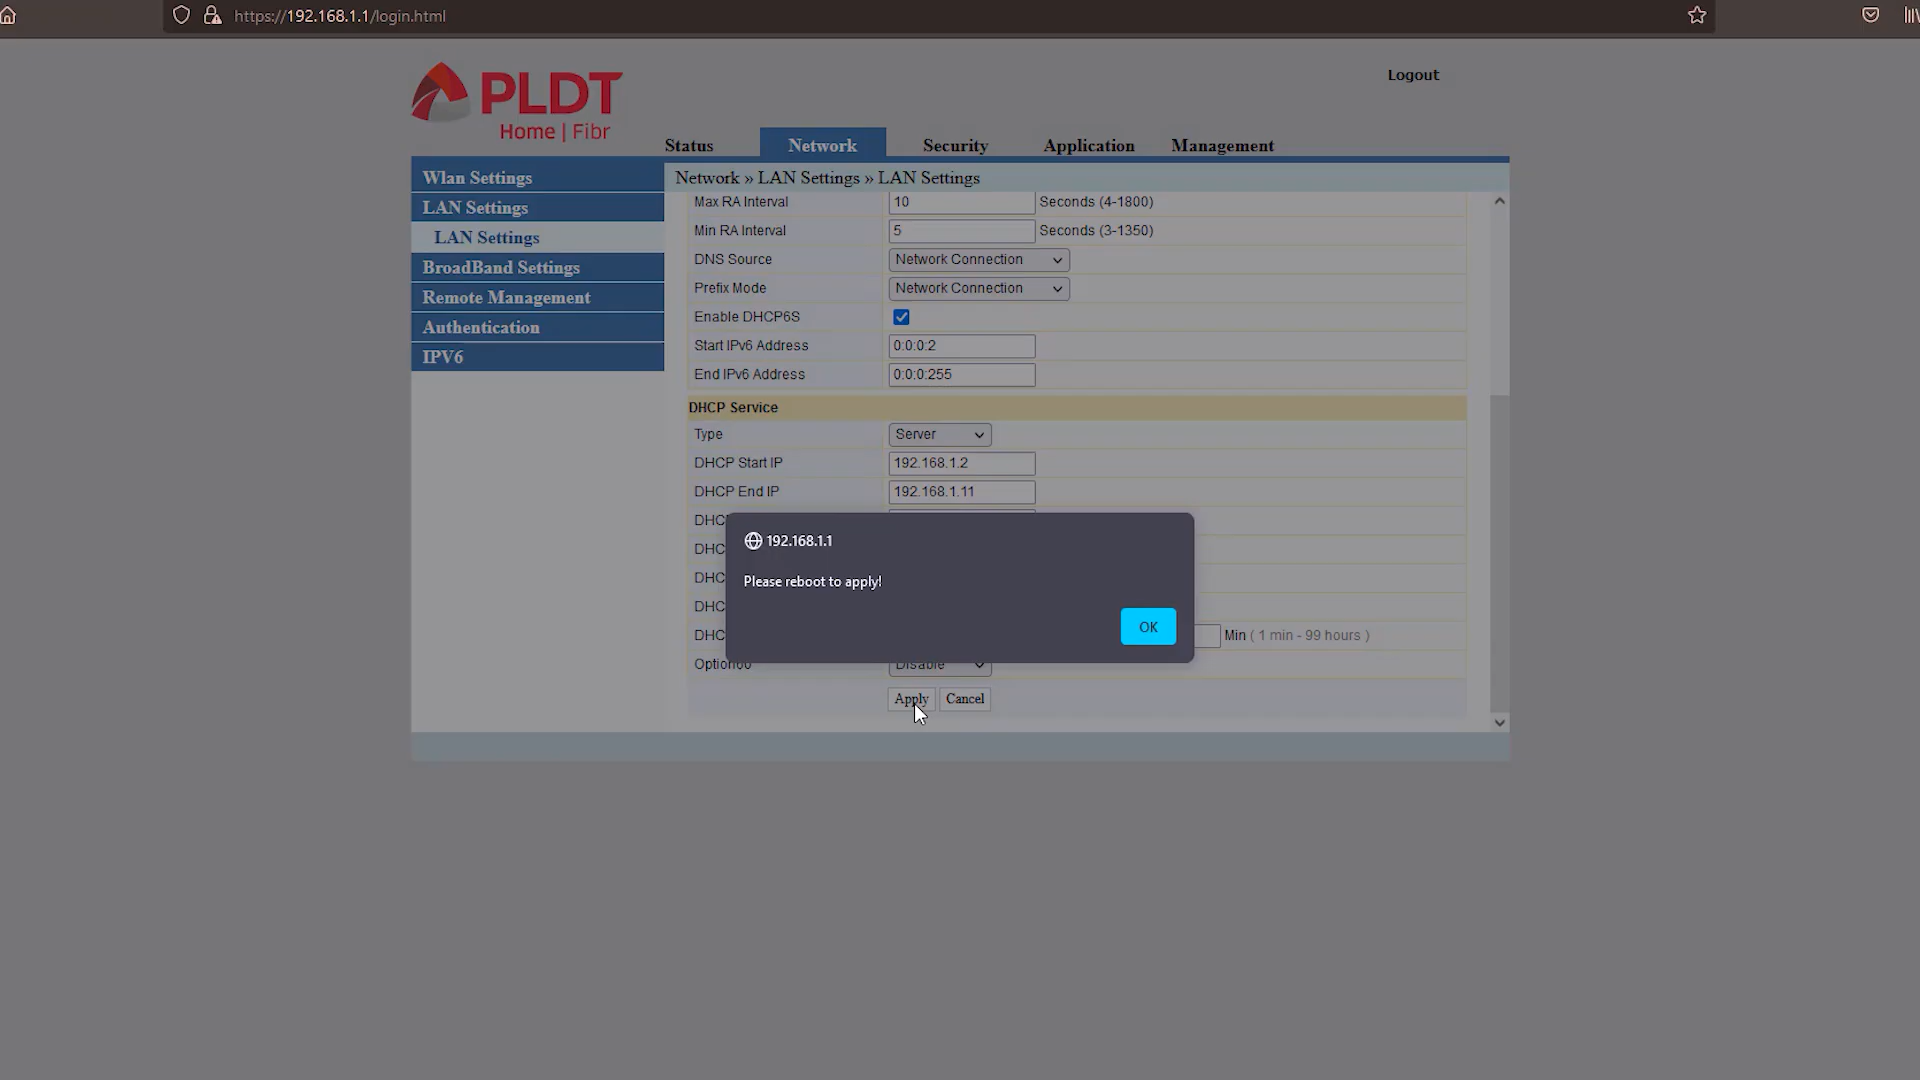 https://192.168.1.1/login.html
PLDT
Home | Fibr
Logout
Status Network Security Application Management
Wlan Settings
LAN Settings
LAN Settings
BroadBand Settings
Remote Management
Authentication
IPV6
Network » LAN Settings » LAN Settings
Max RA Interval 10 Seconds (4-1800)
Min RA Interval 5 Seconds (3-1350)
DNS Source Network Connection
Prefix Mode Network Connection
Enable DHCP6S
Start IPv6 Address 0:0:0:2
End IPv6 Address 0:0:0:255
DHCP Service
Type Server
DHCP Start IP 192.168.1.2
DHCP End IP 192.168.1.11
DHC
DHC
DHC
DHC
DHC Min ( 1 min - 99 hours )
192.168.1.1
Please reboot to apply!
OK
Option60 Disable
Apply Cancel